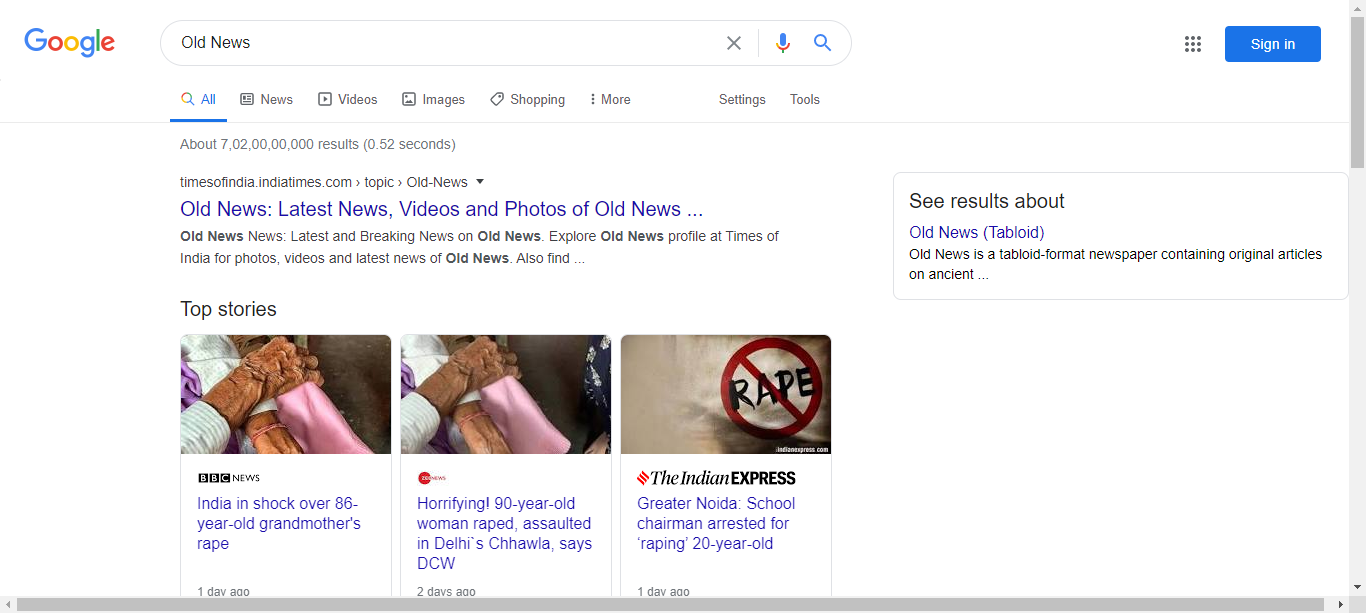 Google
Old News
Sign in
All
News
Videos
Images
Shopping
More
Settings
Tools
About 7,02,00,00,000 results (0.52 seconds)
timesofindia.indiatimes.com › topic › Old-News
Old News: Latest News, Videos and Photos of Old News ...
Old News News: Latest and Breaking News on Old News. Explore Old News profile at Times of
India for photos, videos and latest news of Old News. Also find ...
See results about
Old News (Tabloid)
Old News is a tabloid-format newspaper containing original articles
on ancient ...
Top stories
BBC NEWS
India in shock over 86-
year-old grandmother's
rape
1 day ago
ZEE NEWS
Horrifying! 90-year-old
woman raped, assaulted
in Delhi`s Chhawla, says
DCW
2 days ago
RAPE
indianexpress.com
The Indian EXPRESS
Greater Noida: School
chairman arrested for
‘raping’ 20-year-old
1 day ago